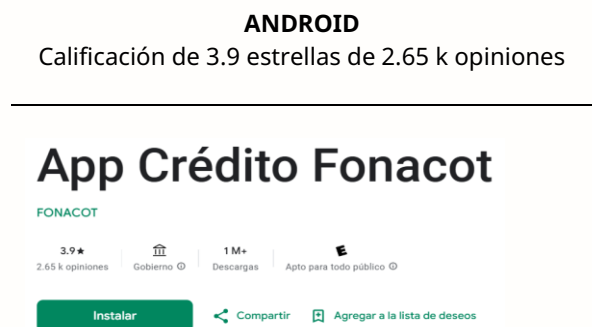 ANDROID
Calificación de 3.9 estrellas de 2.65 k opiniones
App Crédito Fonacot
FONACOT
3.9★ 1 M+ E
2.65 k opiniones Gobierno Descargas Apto para todo público
Instalar Compartir Agregar a la lista de deseos